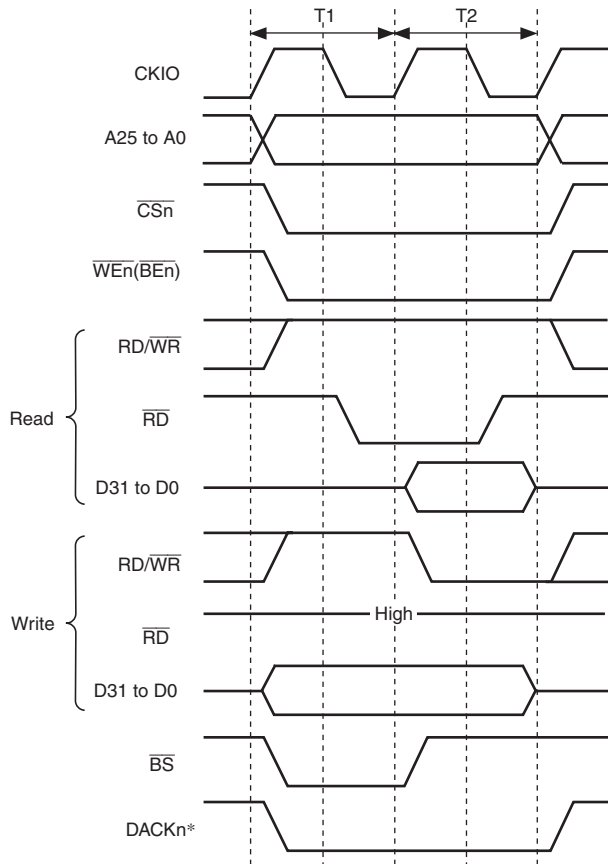 T1 T2
CKIO
A25 to A0
CSn
WEn(BEn)
RD/WR
Read
RD
D31 to D0
RD/WR
High
Write
RD
D31 to D0
BS
DACKn*